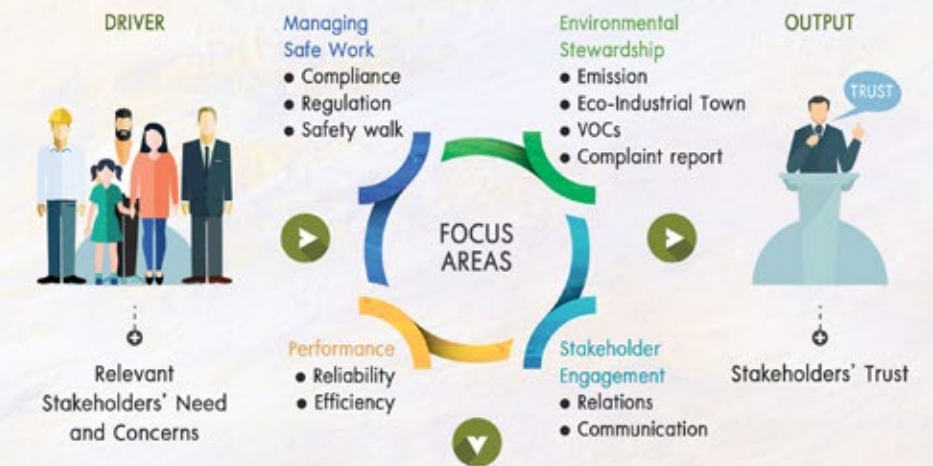 DRIVER
Managing
Safe Work
● Compliance
● Regulation
● Safety walk
Environmental
Stewardship
● Emission
● Eco-Industrial Town
● VOCs
● Complaint report
OUTPUT
TRUST
FOCUS
AREAS
Relevant
Stakeholders' Need
and Concerns
Performance
● Reliability
● Efficiency
Stakeholder
Engagement
● Relations
● Communication
Stakeholders' Trust